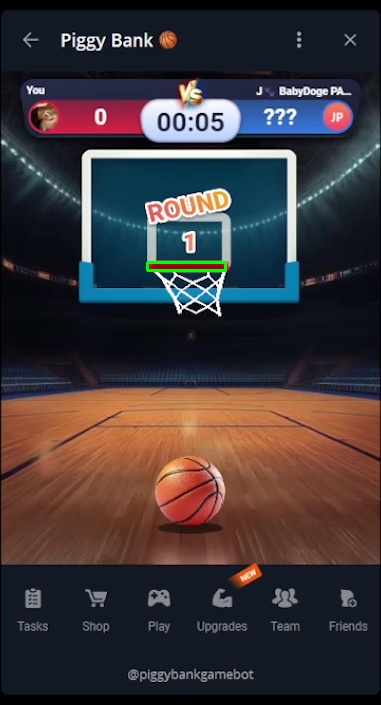 Piggy Bank 🏀
You
VS
J 🐾 BabyDoge PA...
0
00:05
???
JP
ROUND
1
NEW
Tasks
Shop
Play
Upgrades
Team
Friends
@piggybankgamebot